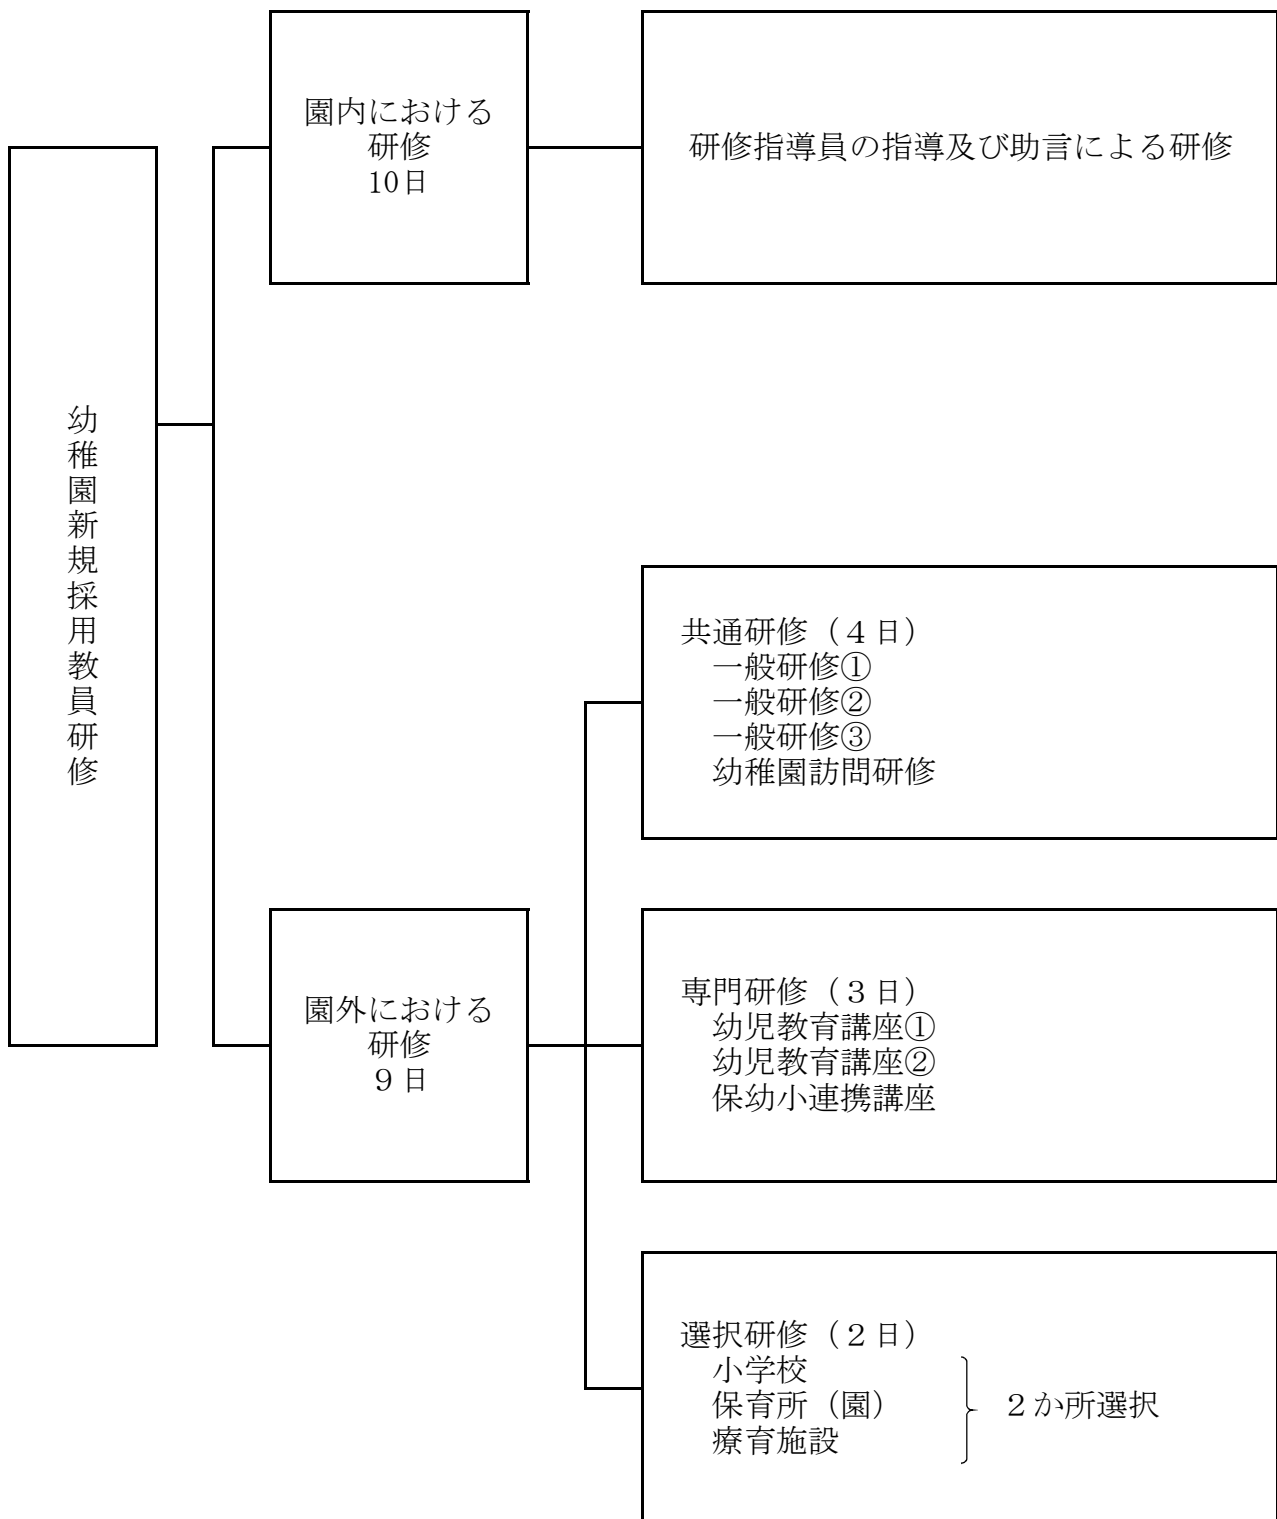 幼稚園新規採用教員研修
園内における
研修
10日
研修指導員の指導及び助言による研修
園外における
研修
９日
共通研修（４日）
一般研修①
一般研修②
一般研修③
幼稚園訪問研修
専門研修（３日）
幼児教育講座①
幼児教育講座②
保幼小連携講座
選択研修（２日）
小学校
保育所（園）
療育施設
２か所選択